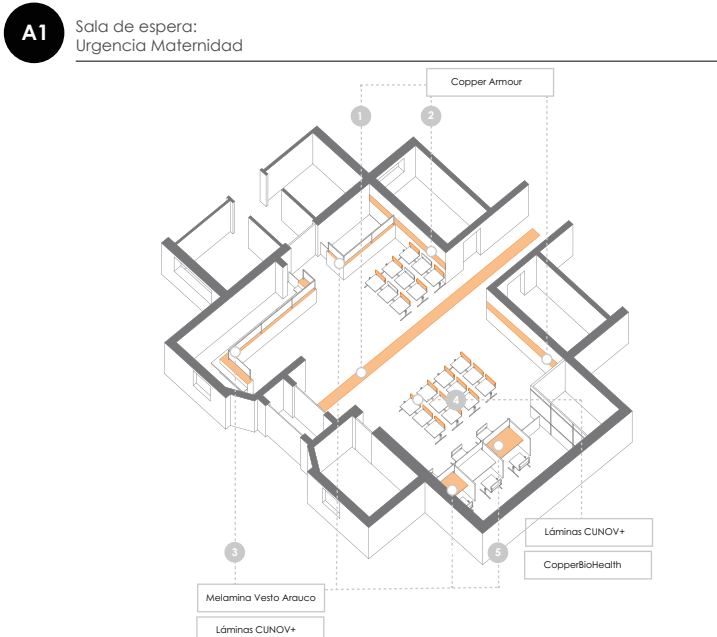 A1
Sala de espera:
Urgencia Maternidad
Copper Armour
1
2
4
3
5
Láminas CUNOV+
CopperBioHealth
Melamina Vesto Arauco
Láminas CUNOV+